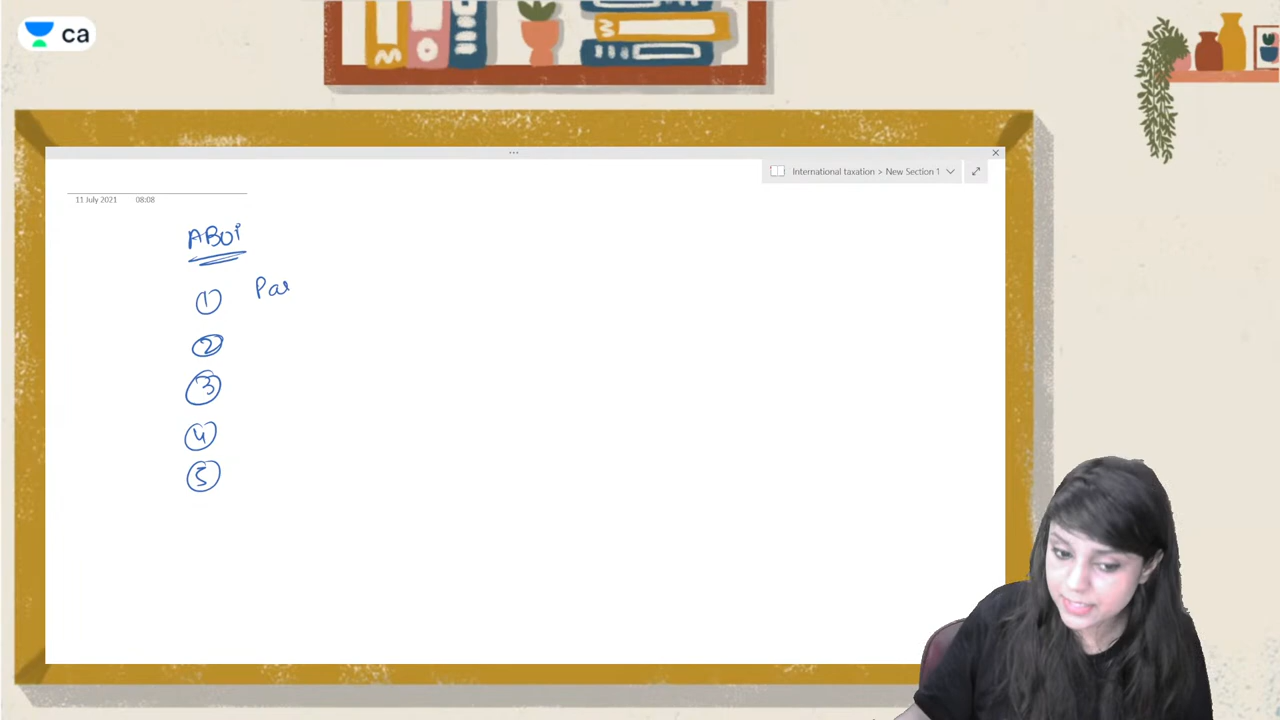 ca
International taxation > New Section 1
11 July 2021 08:08
ABOI
① Par
②
③
④
⑤